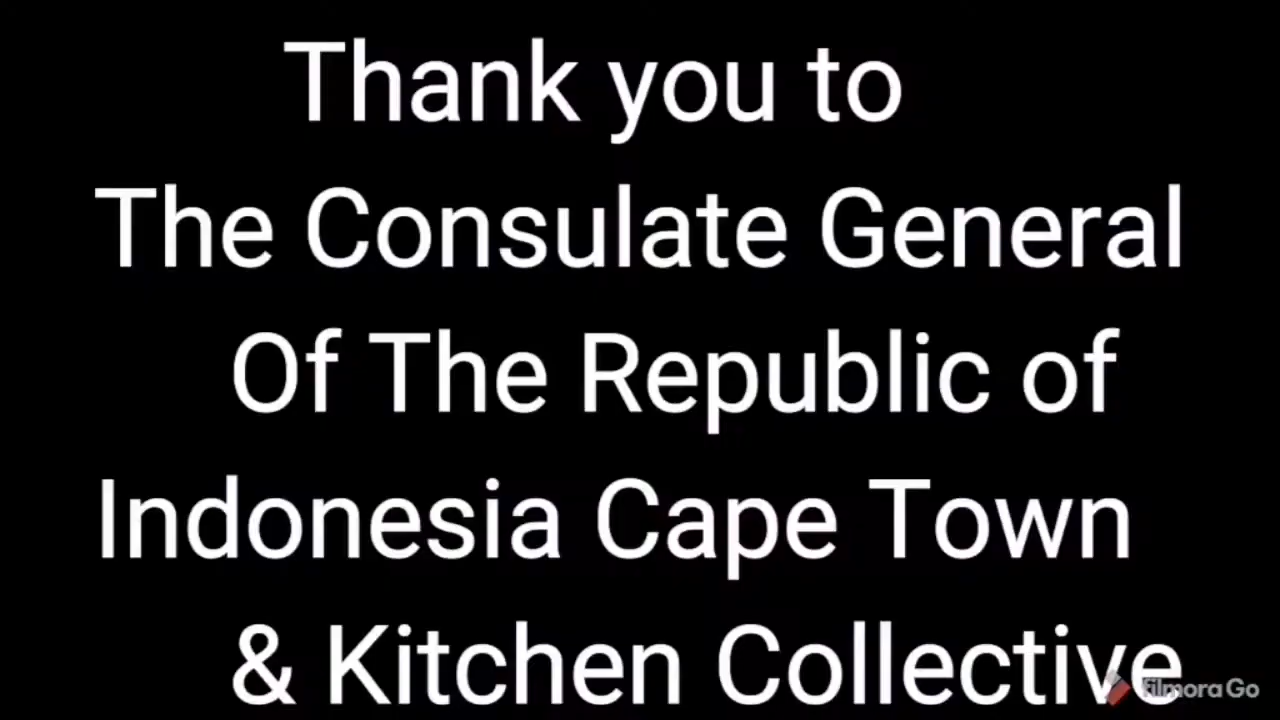 Thank you to
The Consulate General
Of The Republic of
Indonesia Cape Town
& Kitchen Collective
filmora Go